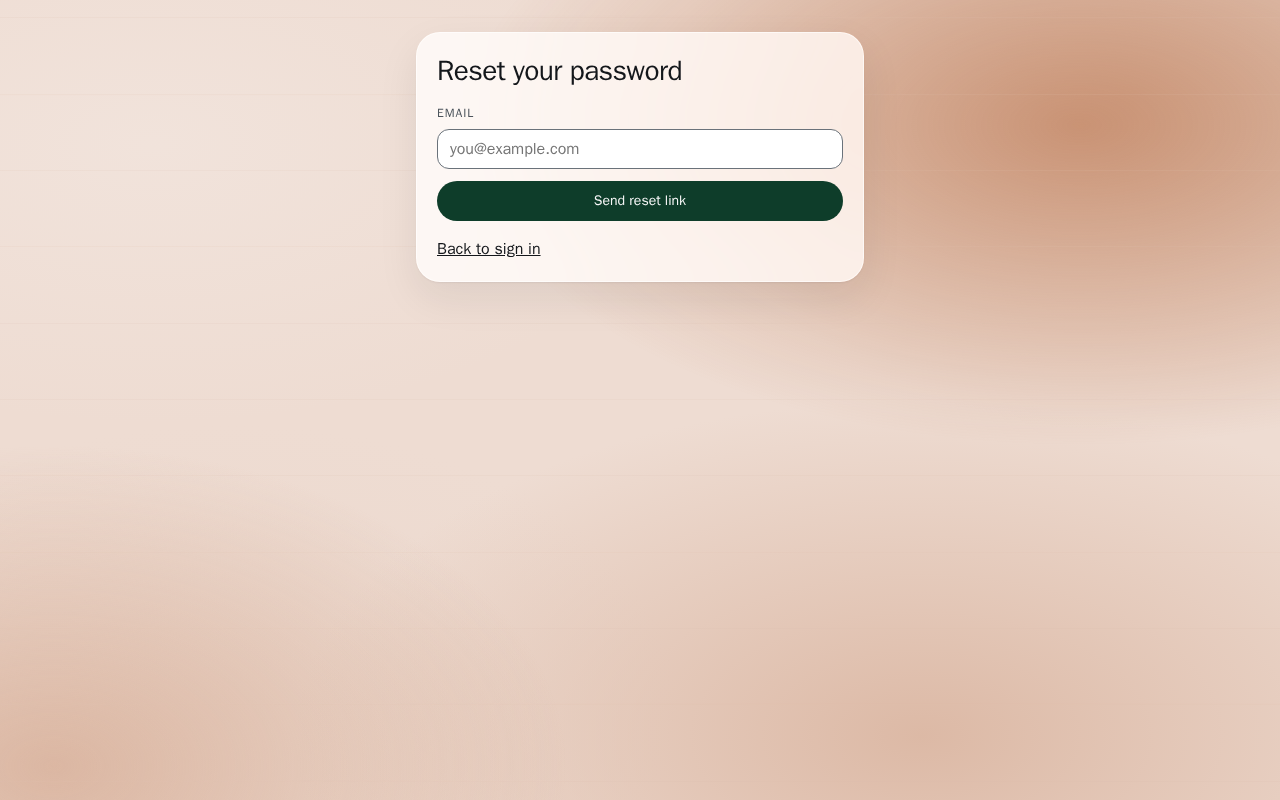 Reset your password
EMAIL
you@example.com
Send reset link
Back to sign in